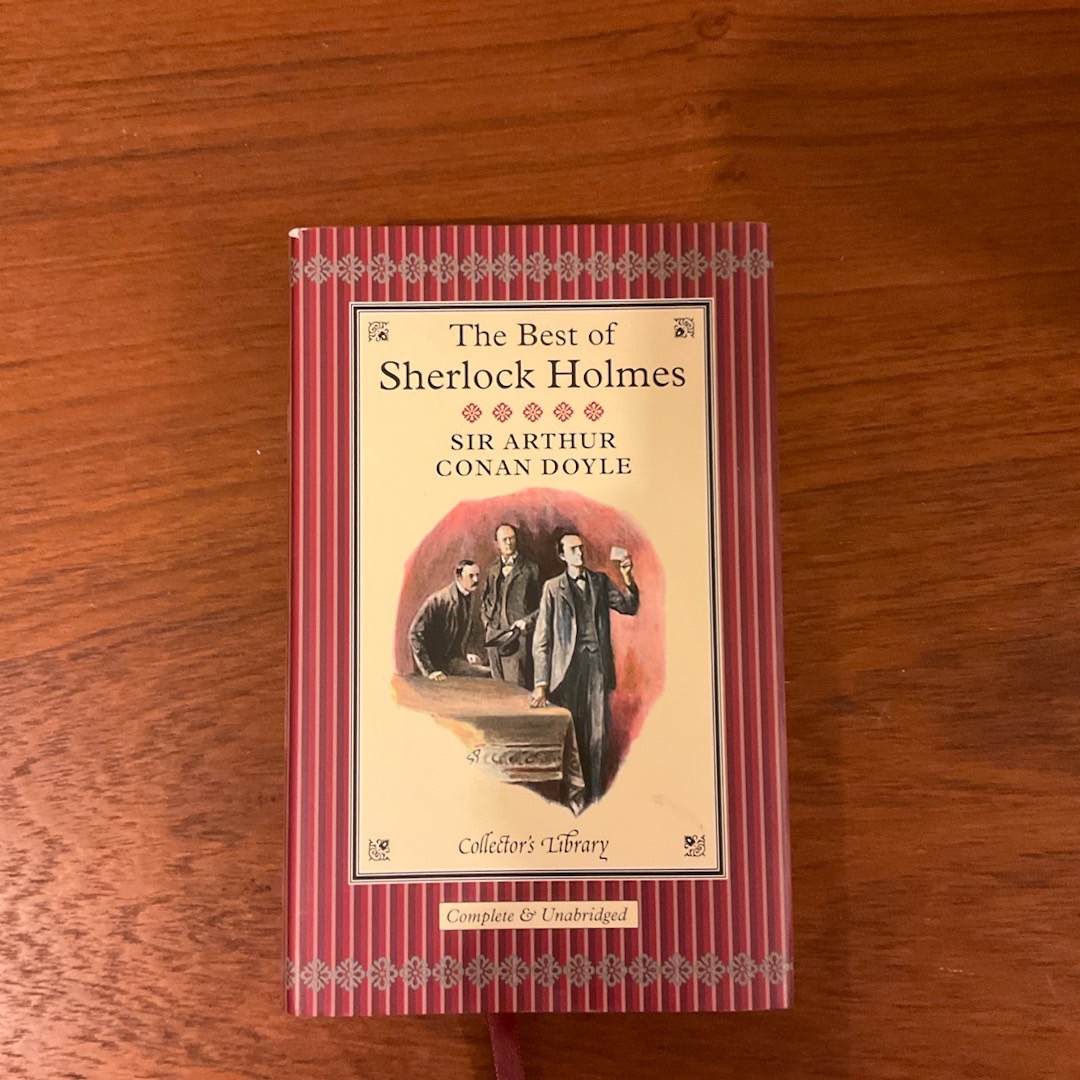 The Best of
Sherlock Holmes
SIR ARTHUR
CONAN DOYLE
Collector's Library
Complete & Unabridged